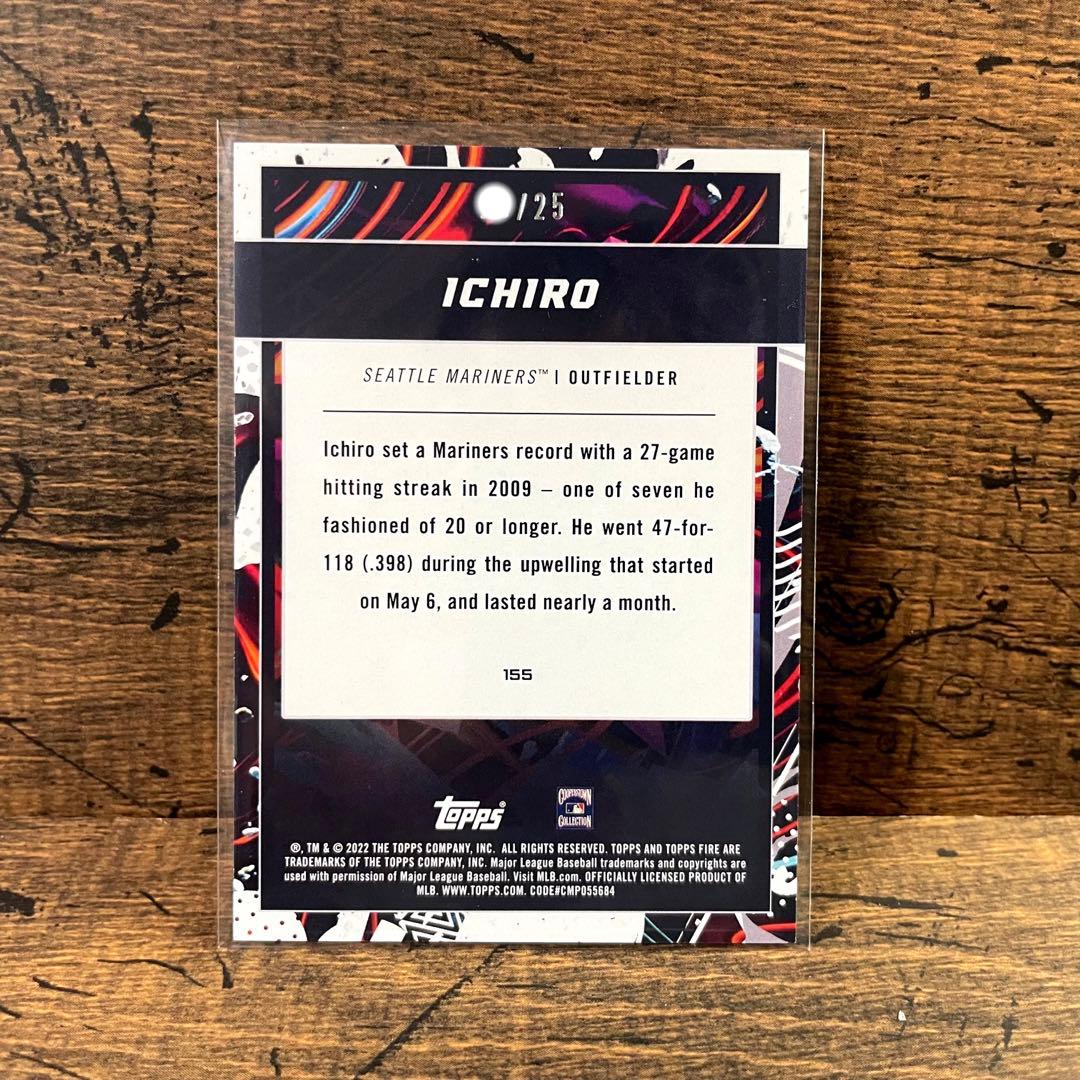 /25
ICHIRO
SEATTLE MARINERS™ | OUTFIELDER
Ichiro set a Mariners record with a 27-game
hitting streak in 2009 – one of seven he
fashioned of 20 or longer. He went 47-for-
118 (.398) during the upwelling that started
on May 6, and lasted nearly a month.
155
topps®
COOPERSTOWN
COLLECTION
®, TM & © 2022 THE TOPPS COMPANY, INC. ALL RIGHTS RESERVED. TOPPS AND TOPPS FIRE ARE
TRADEMARKS OF THE TOPPS COMPANY, INC. Major League Baseball trademarks and copyrights are
used with permission of Major League Baseball. Visit MLB.com. OFFICIALLY LICENSED PRODUCT OF
MLB. WWW.TOPPS.COM. CODE#CMP055684